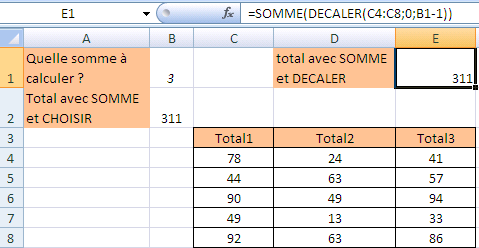 E1 fx =SOMME(DECALER(C4:C8;0;B1-1))
A B C D E
Quelle somme à total avec SOMME
1 calculer ? 3 et DECALER 311
Total avec SOMME
2 et CHOISIR 311
3 Total1 Total2 Total3
4 78 24 41
5 44 63 57
6 90 49 94
7 49 13 33
8 92 63 86